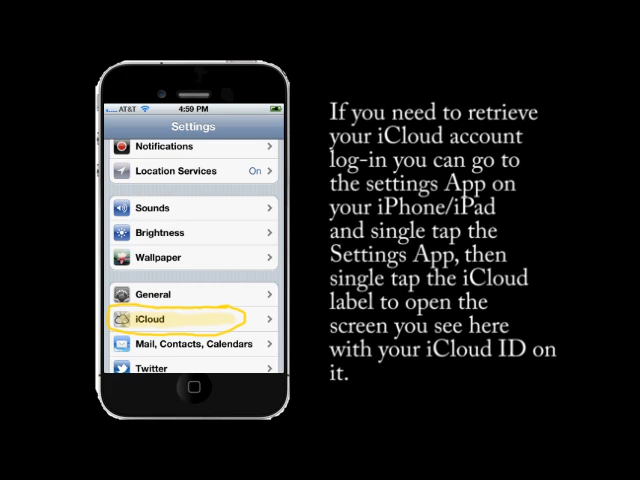 AT&T 4:59 PM
Settings
Notifications
Location Services On
Sounds
Brightness
Wallpaper
General
iCloud
Mail, Contacts, Calendars
Twitter
If you need to retrieve
your iCloud account
log-in you can go to
the settings App on
your iPhone/iPad
and single tap the
Settings App, then
single tap the iCloud
label to open the
screen you see here
with your iCloud ID on
it.